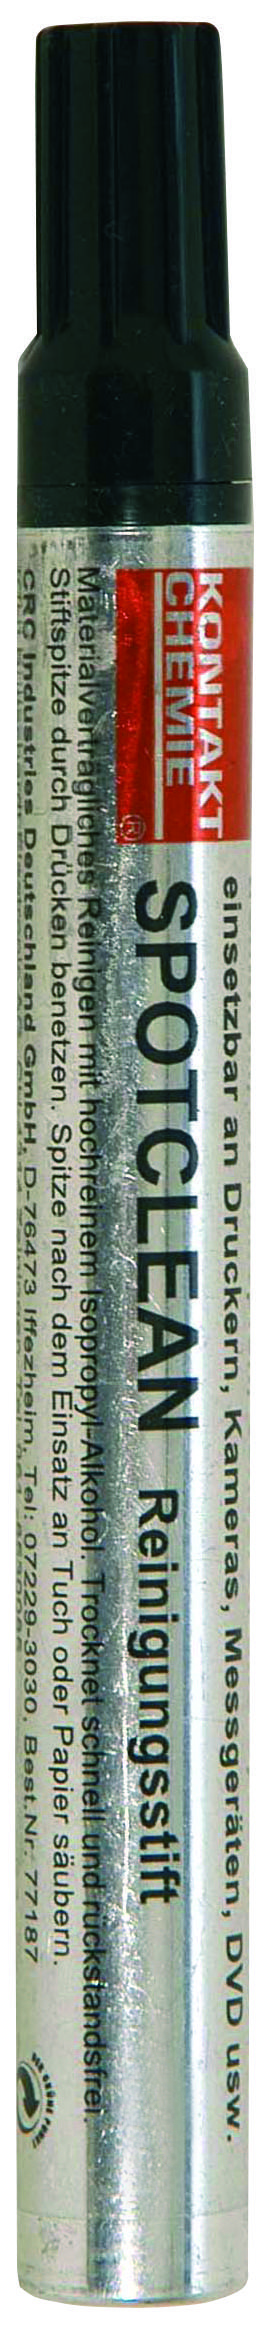 einsetzbar an Druckern, Kameras, Messgeräten, DVD usw.
KONTAKT
CHEMIE
®
SPOTCLEAN Reinigungsstift
Materialverträgliches Reinigen mit hochreinem Isopropyl-Alkohol. Trocknet schnell und rückstandsfrei.
Stiftspitze durch Drücken benetzen. Spitze nach dem Einsatz an Tuch oder Papier säubern.
CRC Industries Deutschland GmbH, D-76473 Iffezheim, Tel: 07229-3030, Best.Nr: 77187